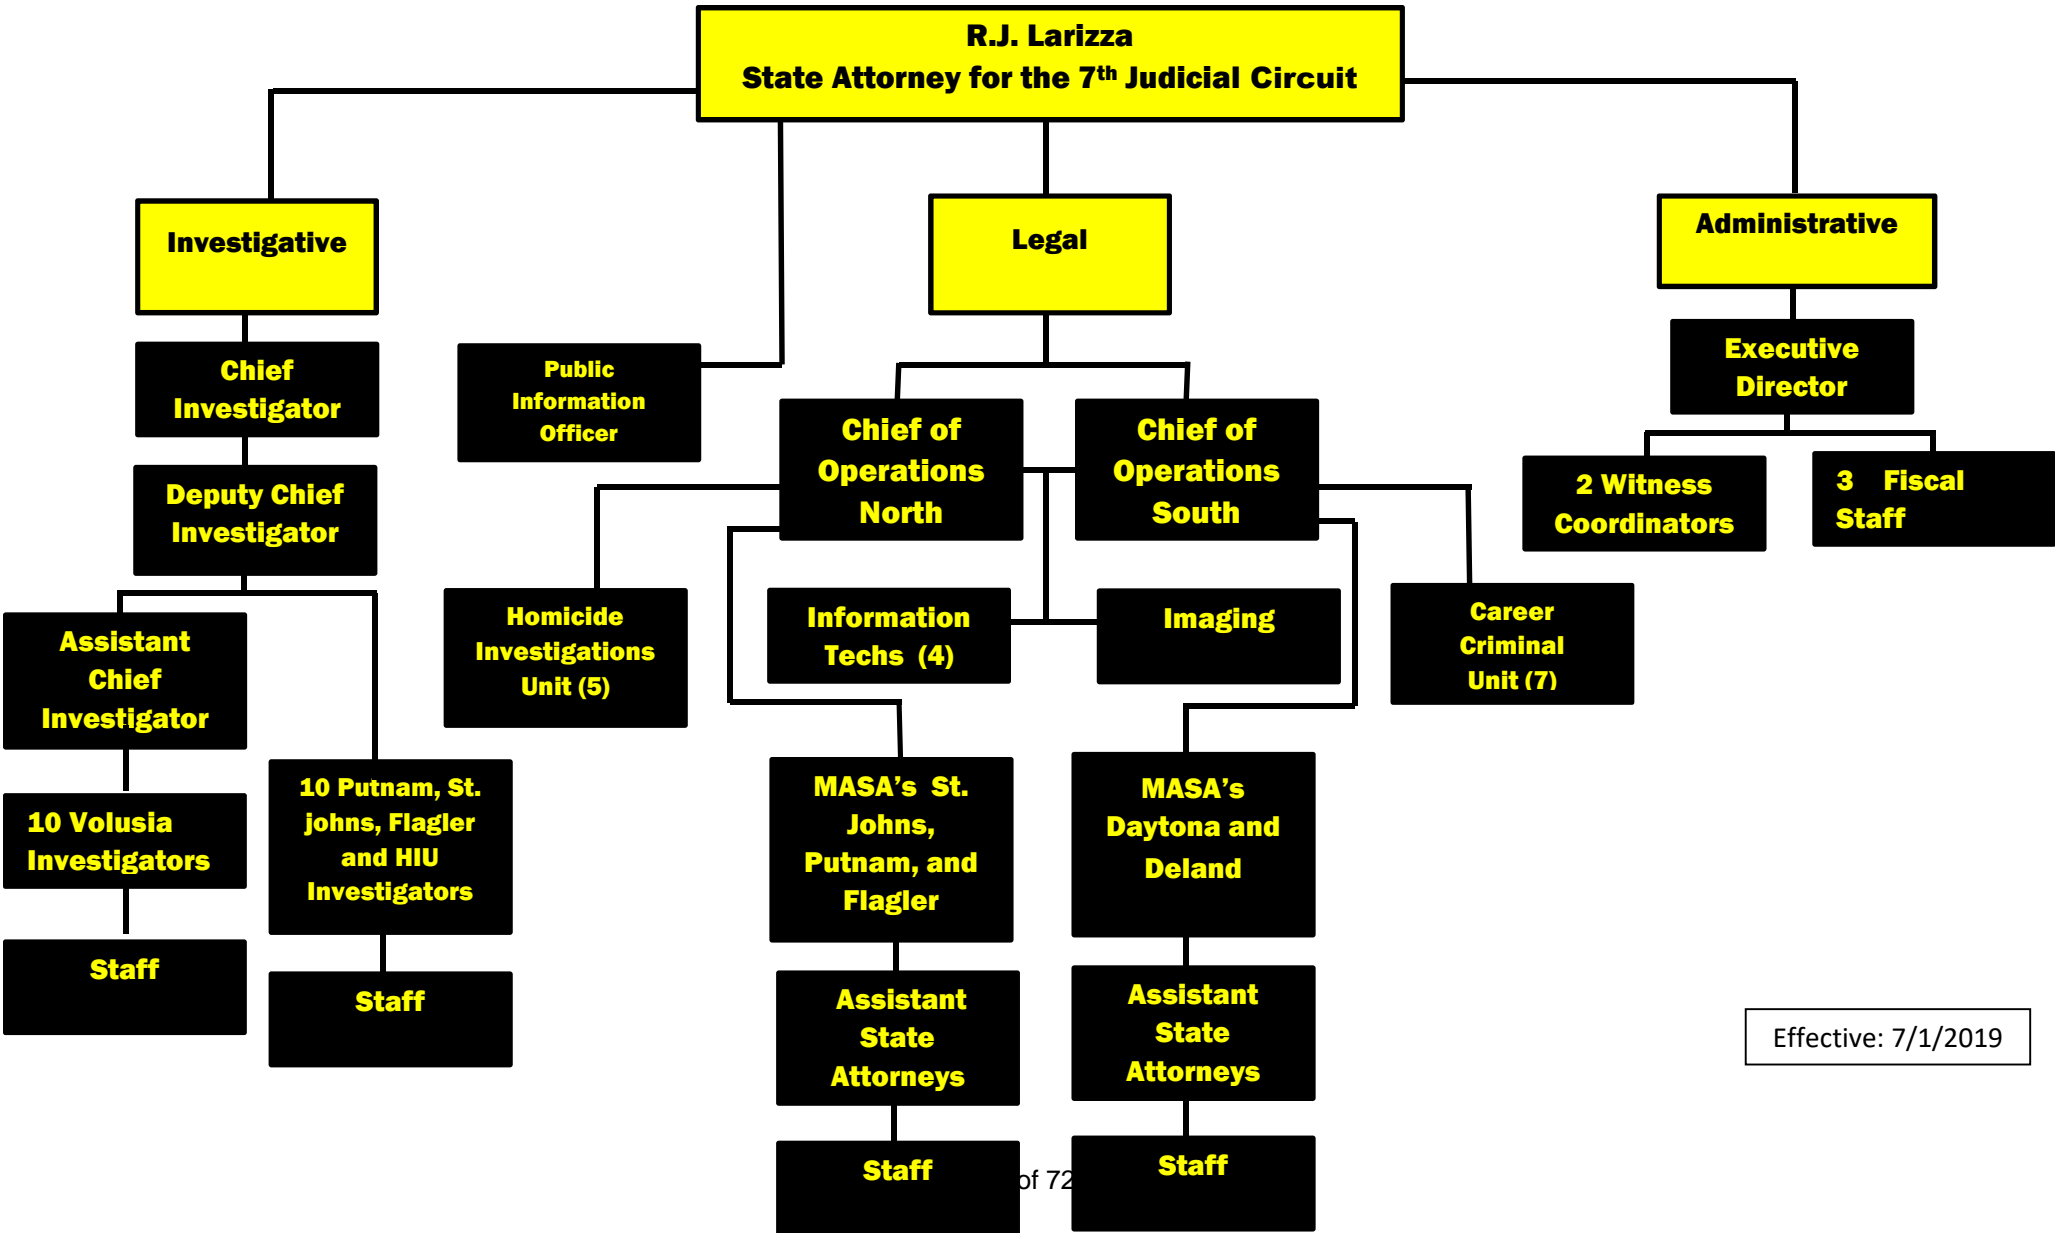 R.J. Larizza
State Attorney for the 7th Judicial Circuit
Investigative
Legal
Administrative
Chief
Investigator
Public
Information
Officer
Executive
Director
Chief of
Operations
North
Chief of
Operations
South
Deputy Chief
Investigator
2 Witness
Coordinators
3 Fiscal
Staff
Assistant
Chief
Investigator
Homicide
Investigations
Unit (5)
Information
Techs (4)
Imaging
Career
Criminal
Unit (7)
10 Volusia
Investigators
10 Putnam, St.
johns, Flagler
and HIU
Investigators
MASA’s St.
Johns,
Putnam, and
Flagler
MASA’s
Daytona and
Deland
Staff
Staff
Assistant
State
Attorneys
Assistant
State
Attorneys
Effective: 7/1/2019
Staff
of 72
Staff